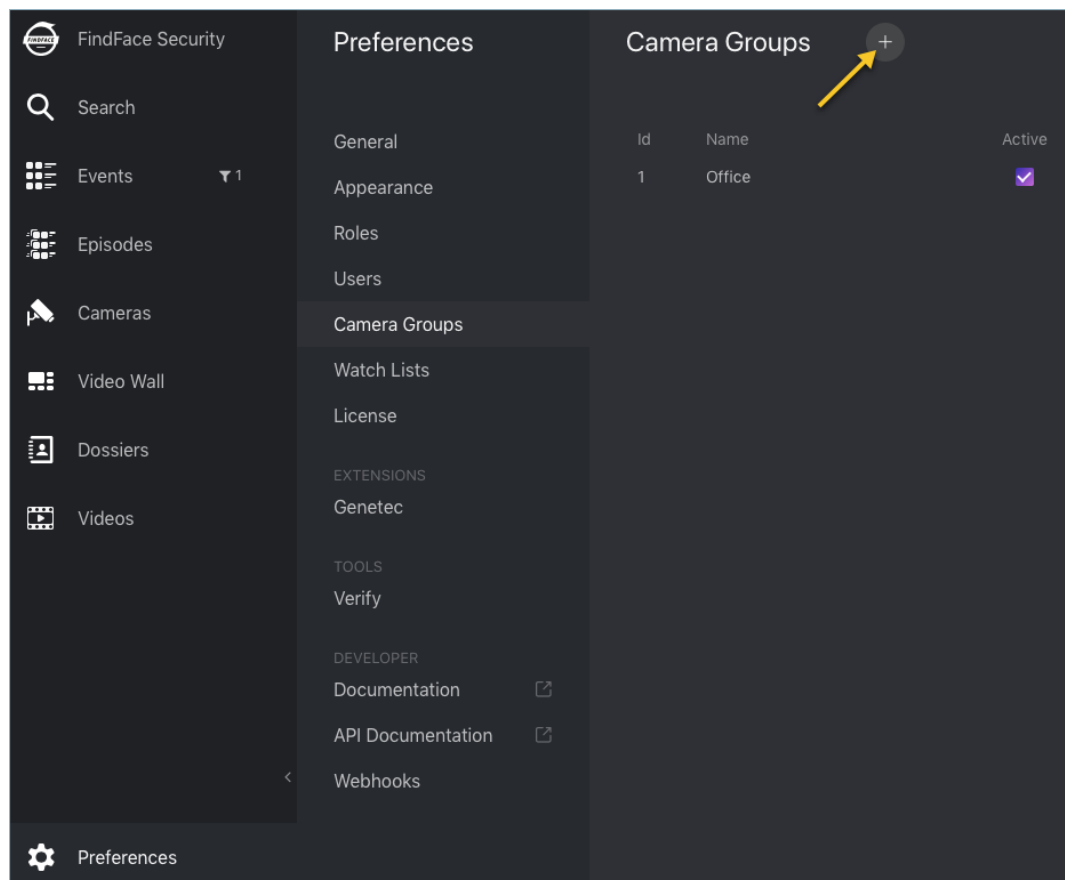 FINDFACE
FindFace Security
Search
Events 1
Episodes
Cameras
Video Wall
Dossiers
Videos
Preferences
Preferences
General
Appearance
Roles
Users
Camera Groups
Watch Lists
License
EXTENSIONS
Genetec
TOOLS
Verify
DEVELOPER
Documentation
API Documentation
Webhooks
Camera Groups +
Id Name Active
1 Office